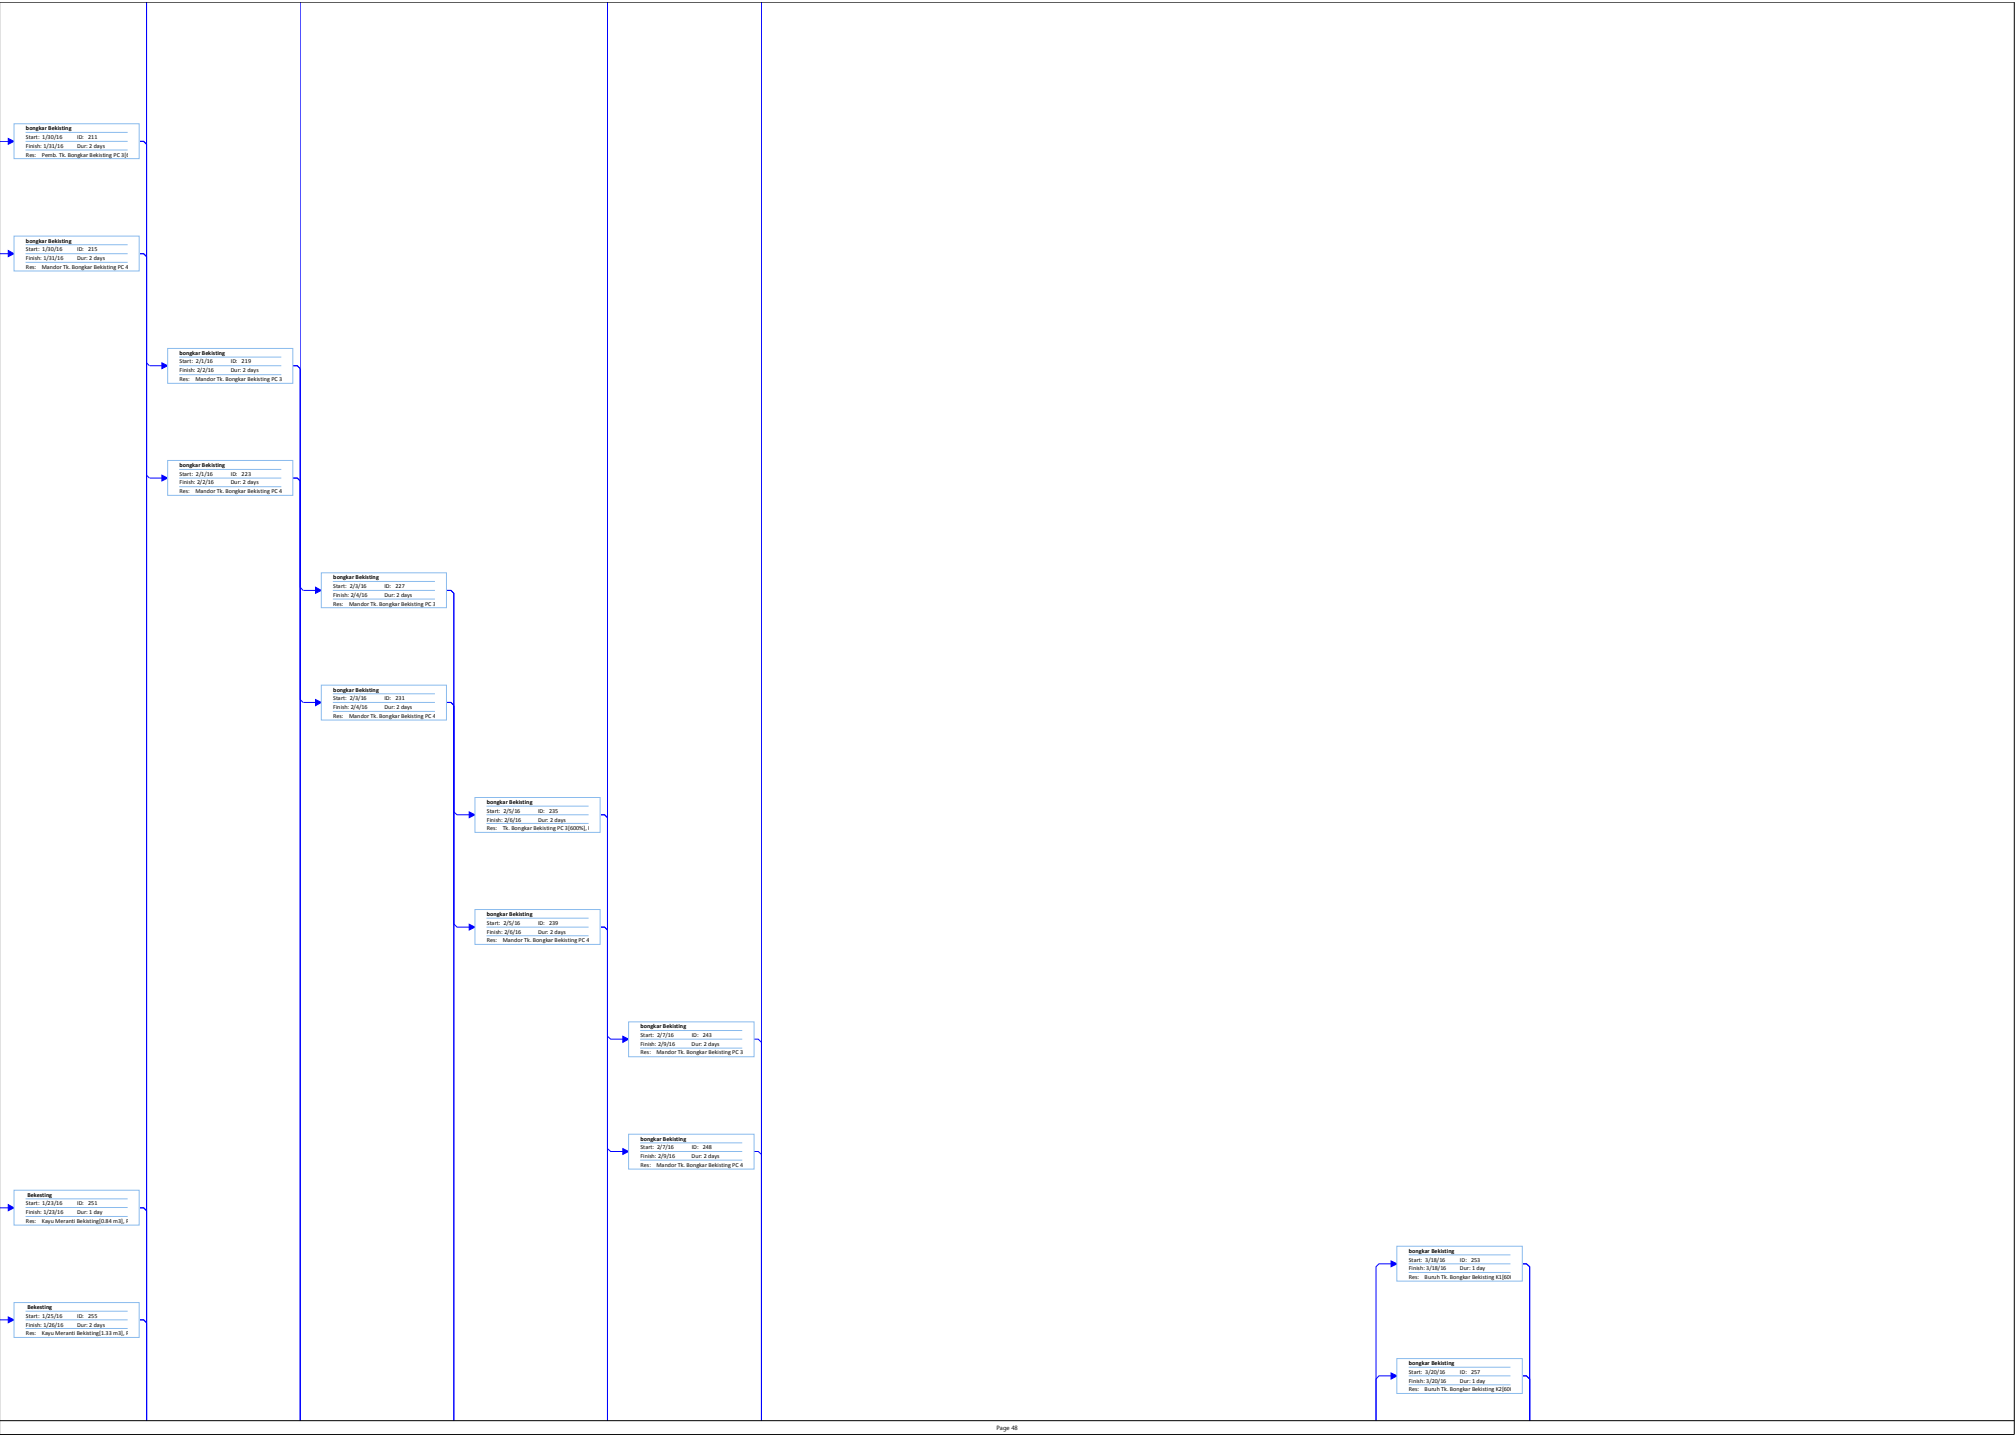 bongkar Bekisting
Start: 1/30/16 ID: 211
Finish: 1/31/16 Dur: 2 days
Res: Pemb. Tk. Bongkar Bekisting PC 3[6
bongkar Bekisting
Start: 1/30/16 ID: 215
Finish: 1/31/16 Dur: 2 days
Res: Mandor Tk. Bongkar Bekisting PC 4
bongkar Bekisting
Start: 2/1/16 ID: 219
Finish: 2/2/16 Dur: 2 days
Res: Mandor Tk. Bongkar Bekisting PC 3
bongkar Bekisting
Start: 2/1/16 ID: 223
Finish: 2/2/16 Dur: 2 days
Res: Mandor Tk. Bongkar Bekisting PC 4
bongkar Bekisting
Start: 2/3/16 ID: 227
Finish: 2/4/16 Dur: 2 days
Res: Mandor Tk. Bongkar Bekisting PC 3
bongkar Bekisting
Start: 2/3/16 ID: 231
Finish: 2/4/16 Dur: 2 days
Res: Mandor Tk. Bongkar Bekisting PC 4
bongkar Bekisting
Start: 2/5/16 ID: 235
Finish: 2/6/16 Dur: 2 days
Res: Tk. Bongkar Bekisting PC 3[600%],
bongkar Bekisting
Start: 2/5/16 ID: 239
Finish: 2/6/16 Dur: 2 days
Res: Mandor Tk. Bongkar Bekisting PC 4
bongkar Bekisting
Start: 2/7/16 ID: 243
Finish: 2/9/16 Dur: 2 days
Res: Mandor Tk. Bongkar Bekisting PC 3
bongkar Bekisting
Start: 2/7/16 ID: 248
Finish: 2/9/16 Dur: 2 days
Res: Mandor Tk. Bongkar Bekisting PC 4
Bekesting
Start: 1/23/16 ID: 251
Finish: 1/23/16 Dur: 1 day
Res: Kayu Meranti Bekisting[0.84 m3],
bongkar Bekisting
Start: 3/18/16 ID: 253
Finish: 3/18/16 Dur: 1 day
Res: Buruh Tk. Bongkar Bekisting K1[60
Bekesting
Start: 1/25/16 ID: 255
Finish: 1/26/16 Dur: 2 days
Res: Kayu Meranti Bekisting[1.33 m3],
bongkar Bekisting
Start: 3/20/16 ID: 257
Finish: 3/20/16 Dur: 1 day
Res: Buruh Tk. Bongkar Bekisting K2[60
Page 48